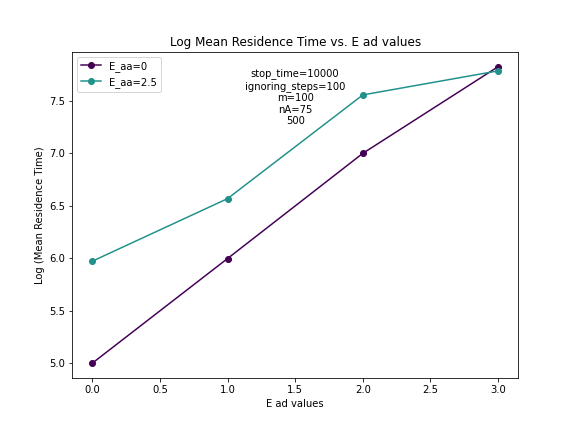 Log Mean Residence Time vs. E ad values
E_aa=0
E_aa=2.5
stop_time=10000
ignoring_steps=100
m=100
nA=75
500
Log (Mean Residence Time)
7.5
7.0
6.5
6.0
5.5
5.0
0.0 0.5 1.0 1.5 2.0 2.5 3.0
E ad values